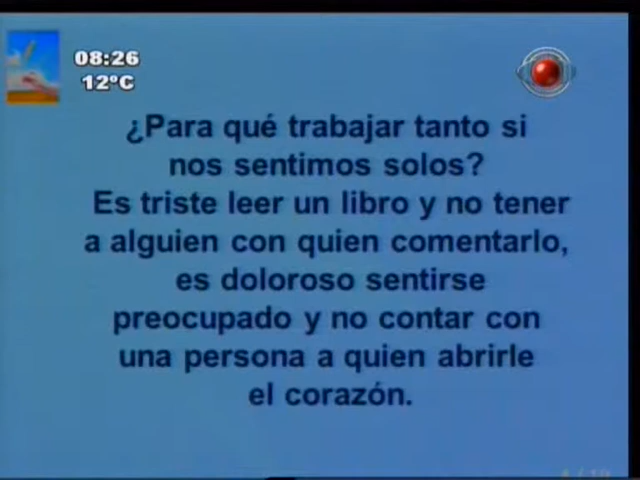 08:26
12ºC
¿Para qué trabajar tanto si
nos sentimos solos?
Es triste leer un libro y no tener
a alguien con quien comentarlo,
es doloroso sentirse
preocupado y no contar con
una persona a quien abrirle
el corazón.